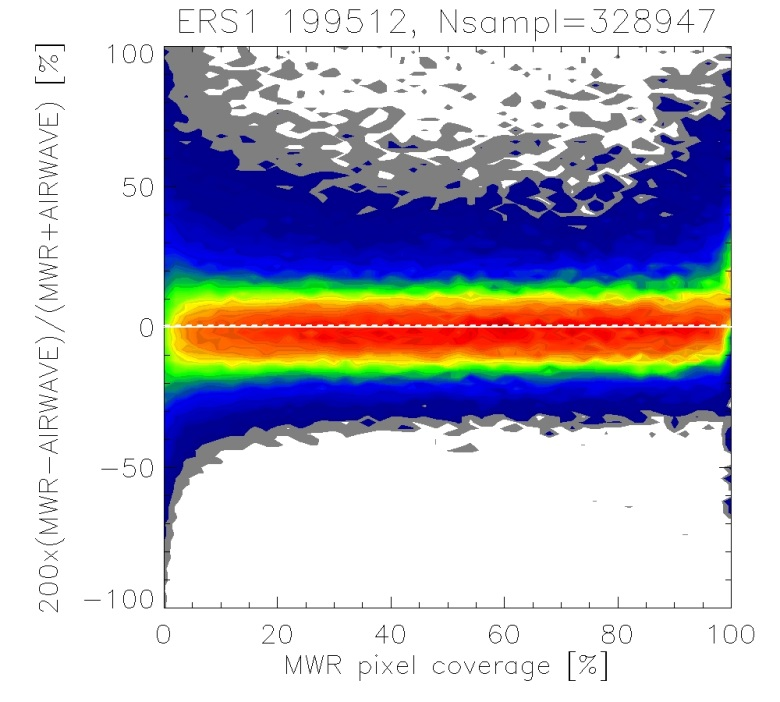 ERS1 199512, Nsampl=328947
200x(MWR−AIRWAVE)/(MWR+AIRWAVE) [%]
100
50
0
−50
−100
0 20 40 60 80 100
MWR pixel coverage [%]